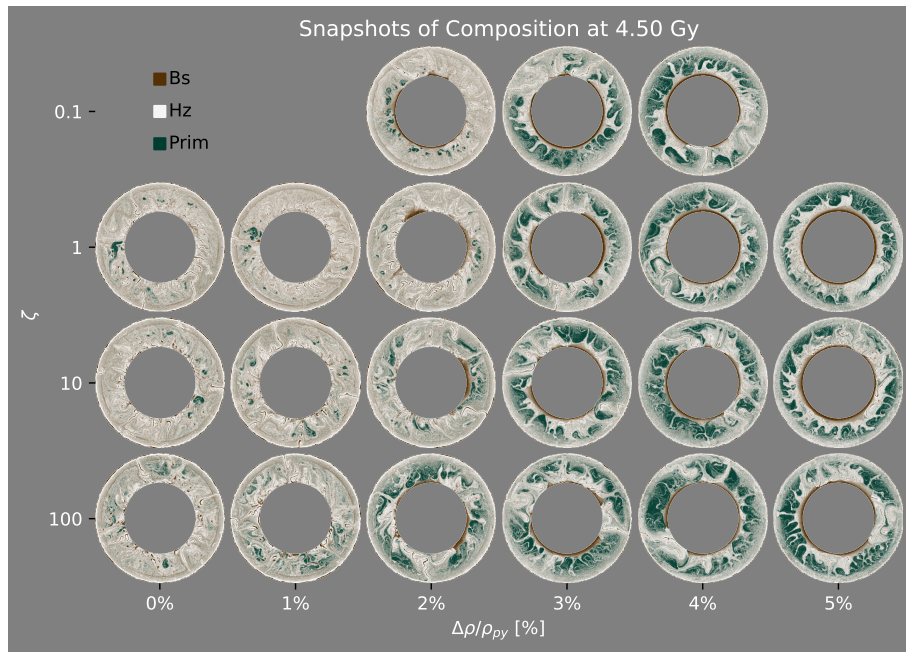 Snapshots of Composition at 4.50 Gy
Bs
Hz
Prim
0.1
1
10
100
ζ
0%
1%
2%
3%
4%
5%
Δρ/ρ_py [%]